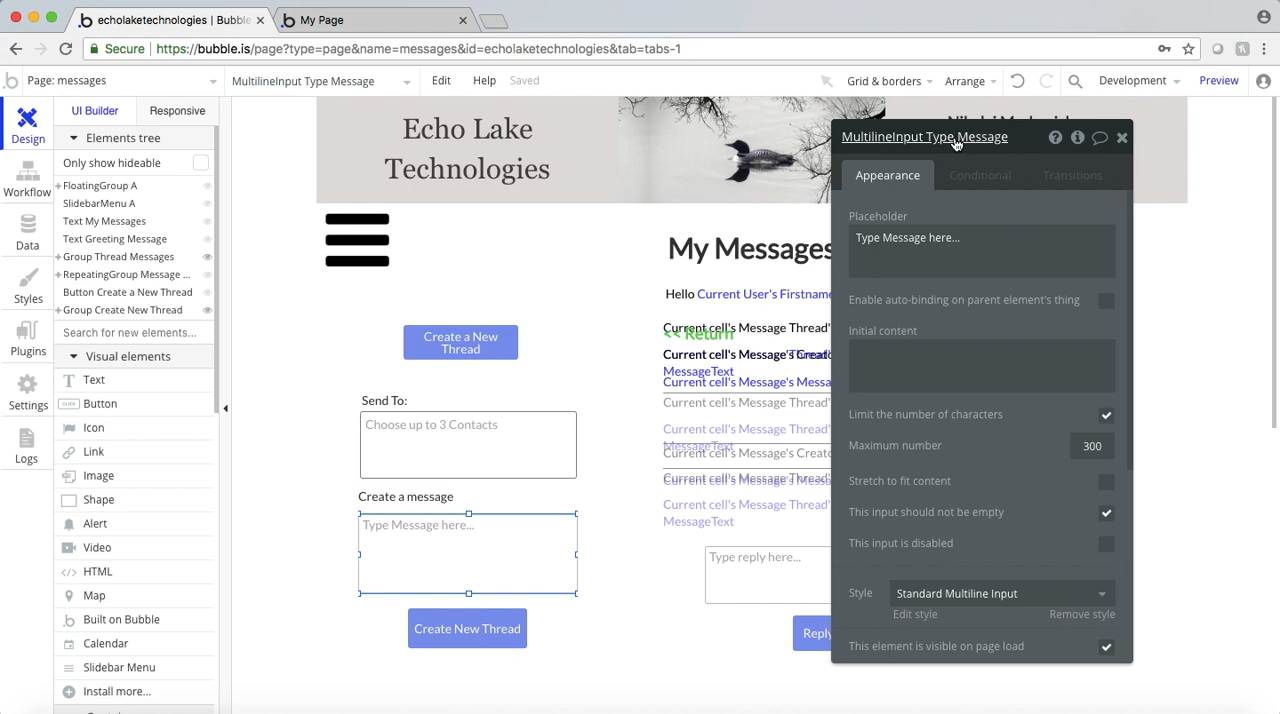 echolaketechnologies | Bubble
My Page
Secure
https://bubble.is/page?type=page&name=messages&id=echolaketechnologies&tab=tabs-1
Page: messages
MultilineInput Type Message
Edit
Help
Saved
Grid & borders
Arrange
Development
Preview
Design
Workflow
Data
Styles
Plugins
Settings
Logs
UI Builder
Responsive
Elements tree
Only show hideable
FloatingGroup A
SlidebarMenu A
Text My Messages
Text Greeting Message
Group Thread Messages
RepeatingGroup Message ...
Button Create a New Thread
Group Create New Thread
Search for new elements...
Visual elements
Text
Button
Icon
Link
Image
Shape
Alert
Video
HTML
Map
Built on Bubble
Calendar
Slidebar Menu
Install more...
Echo Lake
Technologies
Create a New
Thread
Send To:
Choose up to 3 Contacts
Create a message
Type Message here...
Create New Thread
My Messages
Hello Current User's Firstname
Current cell's Message Thread'
<< Return
Current cell's Message's
MessageText
Current cell's Message's Messa
Current cell's Message Thread'
Current cell's Message Thread'
MessageText
Current cell's Message's Creato
Current cell's Message Thread'
MessageText
Type reply here...
Reply
MultilineInput Type Message
Appearance
Conditional
Transitions
Placeholder
Type Message here...
Enable auto-binding on parent element's thing
Initial content
Limit the number of characters
Maximum number
300
Stretch to fit content
This input should not be empty
This input is disabled
Style
Standard Multiline Input
Edit style
Remove style
This element is visible on page load